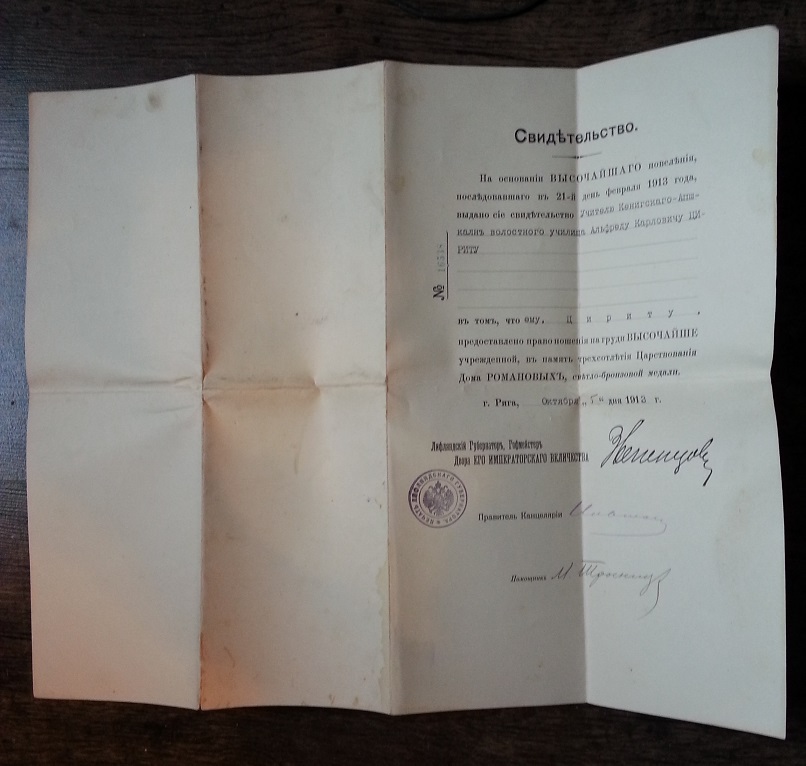 Свидѣтельство.
На основаніи ВЫСОЧАЙШАГО повелѣнія,
послѣдовавшаго въ 21-й день февраля 1913 года,
выдано сіе свидѣтельство Учителю
волостного училища Альфреду Карловичу ЦИ-
РИТУ
№
въ томъ, что ему, Цириту,
предоставлено право ношенія на груди ВЫСОЧАЙШЕ
учрежденной, въ память трехсотлѣтія Царствованія
Дома РОМАНОВЫХЪ, свѣтло-бронзовой медали.
г. Рига, Октября „ 5 „ дня 1913 г.
Лифляндскій Губернаторъ, Гофмейстеръ
Двора ЕГО ИМПЕРАТОРСКАГО ВЕЛИЧЕСТВА
ПЕЧАТЬ ЛИФЛЯНДСКАГО ГУБЕРНАТОРА
Правитель Канцеляріи
Помощникъ